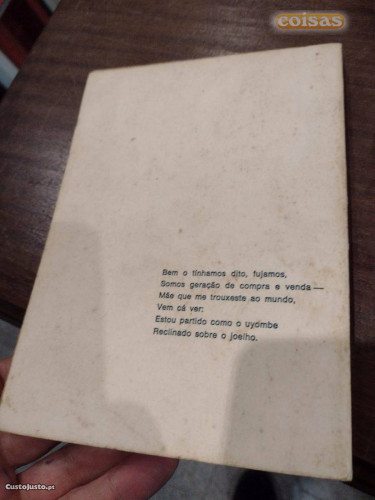 coisas
Bem o tínhamos dito, fujamos,
Somos geração de compra e venda —
Mãe que me trouxeste ao mundo,
Vem cá ver:
Estou partido como o uyombe
Reclinado sobre o joelho.
CustoJusto.pt